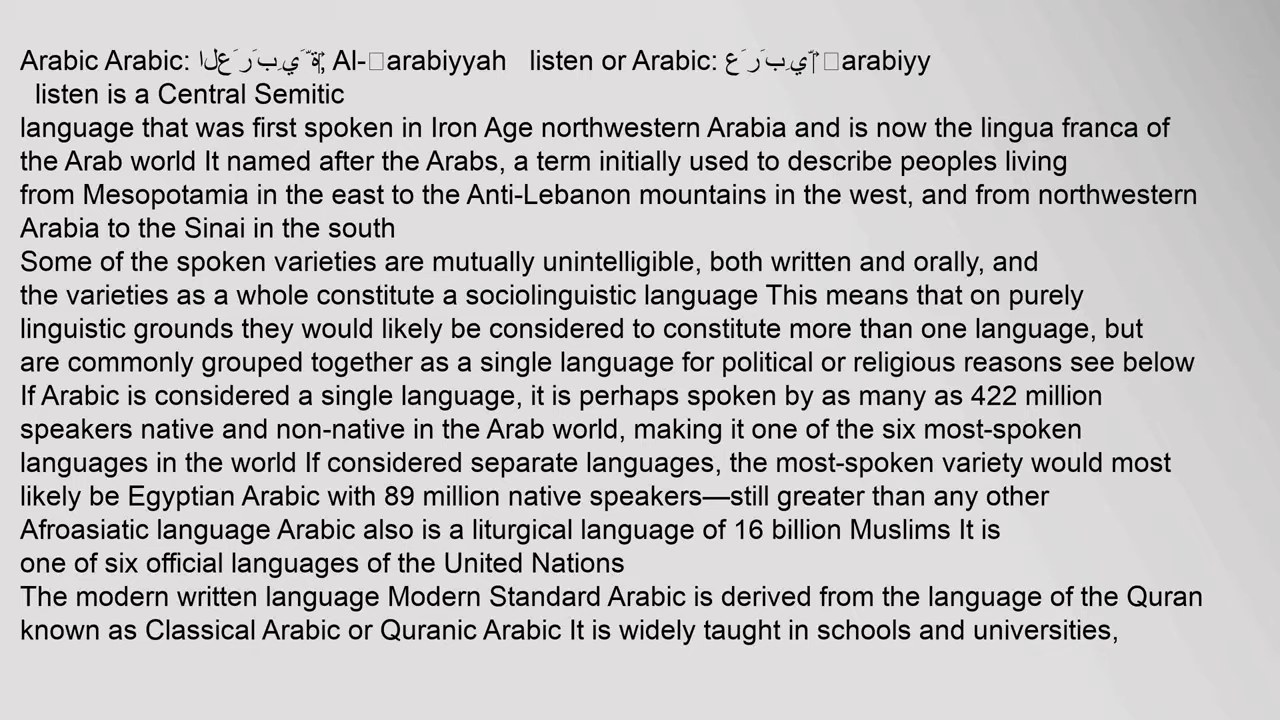 Arabic Arabic: العَرَبِيَّة‎; Al-□arabiyyah listen or Arabic: عَرَبِيّ‎ □arabiyy
listen is a Central Semitic
language that was first spoken in Iron Age northwestern Arabia and is now the lingua franca of
the Arab world It named after the Arabs, a term initially used to describe peoples living
from Mesopotamia in the east to the Anti-Lebanon mountains in the west, and from northwestern
Arabia to the Sinai in the south
Some of the spoken varieties are mutually unintelligible, both written and orally, and
the varieties as a whole constitute a sociolinguistic language This means that on purely
linguistic grounds they would likely be considered to constitute more than one language, but
are commonly grouped together as a single language for political or religious reasons see below
If Arabic is considered a single language, it is perhaps spoken by as many as 422 million
speakers native and non-native in the Arab world, making it one of the six most-spoken
languages in the world If considered separate languages, the most-spoken variety would most
likely be Egyptian Arabic with 89 million native speakers—still greater than any other
Afroasiatic language Arabic also is a liturgical language of 16 billion Muslims It is
one of six official languages of the United Nations
The modern written language Modern Standard Arabic is derived from the language of the Quran
known as Classical Arabic or Quranic Arabic It is widely taught in schools and universities,